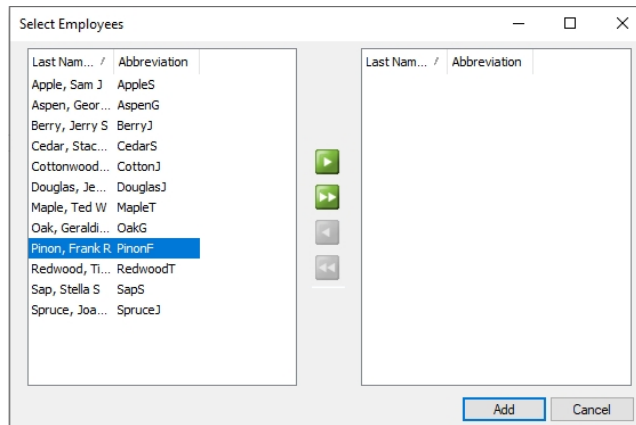 Select Employees
Last Nam... / Abbreviation
Apple, Sam J AppleS
Aspen, Geor... AspenG
Berry, Jerry S BerryJ
Cedar, Stac... CedarS
Cottonwood... CottonJ
Douglas, Je... DouglasJ
Maple, Ted W MapleT
Oak, Geraldi... OakG
Pinon, Frank R PinonF
Redwood, Ti... RedwoodT
Sap, Stella S SapS
Spruce, Joa... SpruceJ
Last Nam... / Abbreviation
Add Cancel